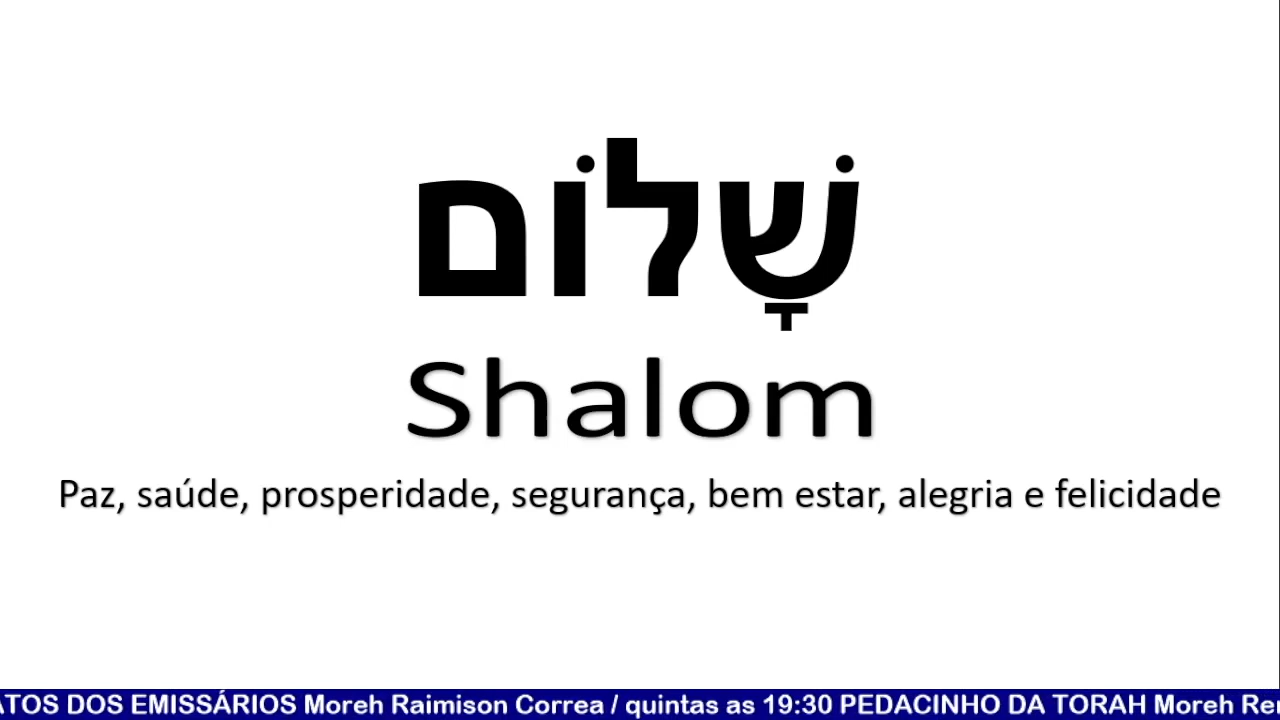 שָׁלוֹם
Shalom
Paz, saúde, prosperidade, segurança, bem estar, alegria e felicidade
ATOS DOS EMISSÁRIOS Moreh Raimison Correa / quintas as 19:30 PEDACINHO DA TORAH Moreh